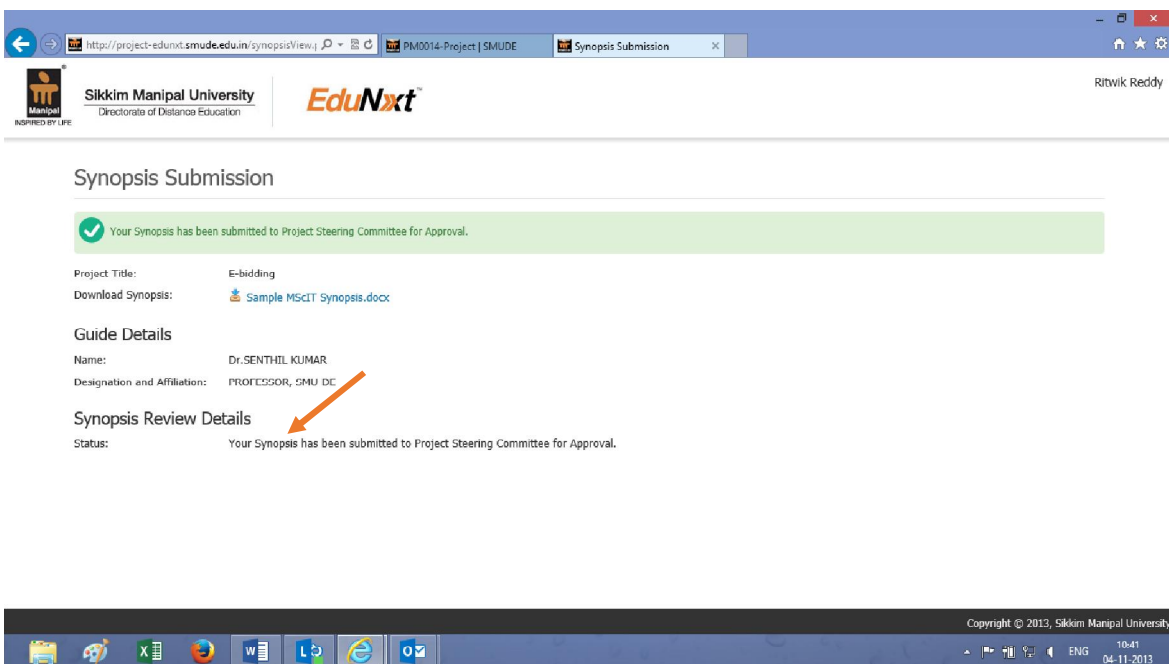 http://project-edunxt.smude.edu.in/synopsisView.j
PM0014-Project | SMUDE
Synopsis Submission
Manipal
INSPIRED BY LIFE
Sikkim Manipal University
Directorate of Distance Education
EduNxt
Ritwik Reddy
Synopsis Submission
Your Synopsis has been submitted to Project Steering Committee for Approval.
Project Title: E-bidding
Download Synopsis: Sample MScIT Synopsis.docx
Guide Details
Name: Dr.SENTHIL KUMAR
Designation and Affiliation: PROFESSOR, SMU DE
Synopsis Review Details
Status: Your Synopsis has been submitted to Project Steering Committee for Approval.
Copyright © 2013, Sikkim Manipal University
ENG
10:41
04-11-2013